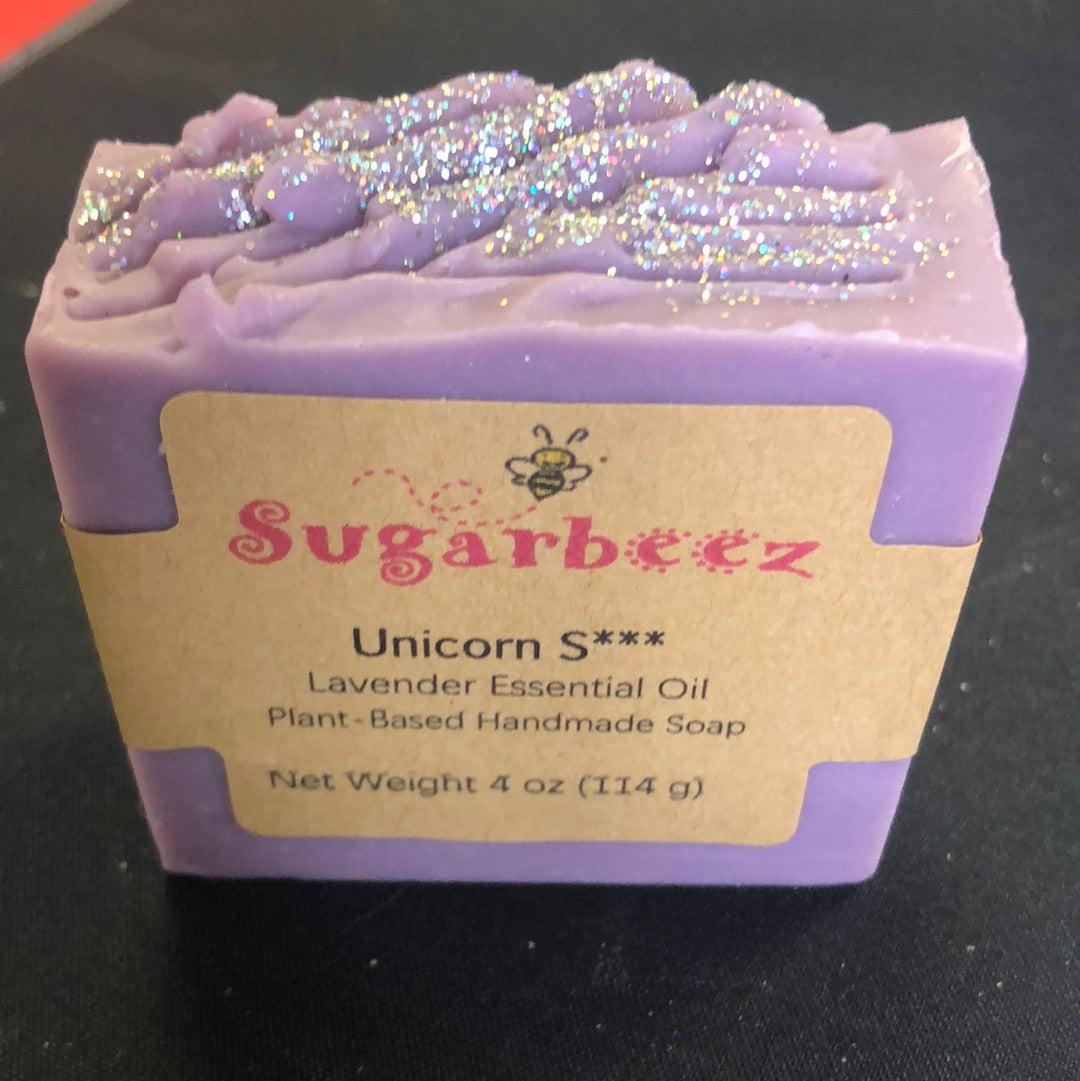 Sugarbeez
Unicorn S***
Lavender Essential Oil
Plant-Based Handmade Soap
Net Weight 4 oz (114 g)